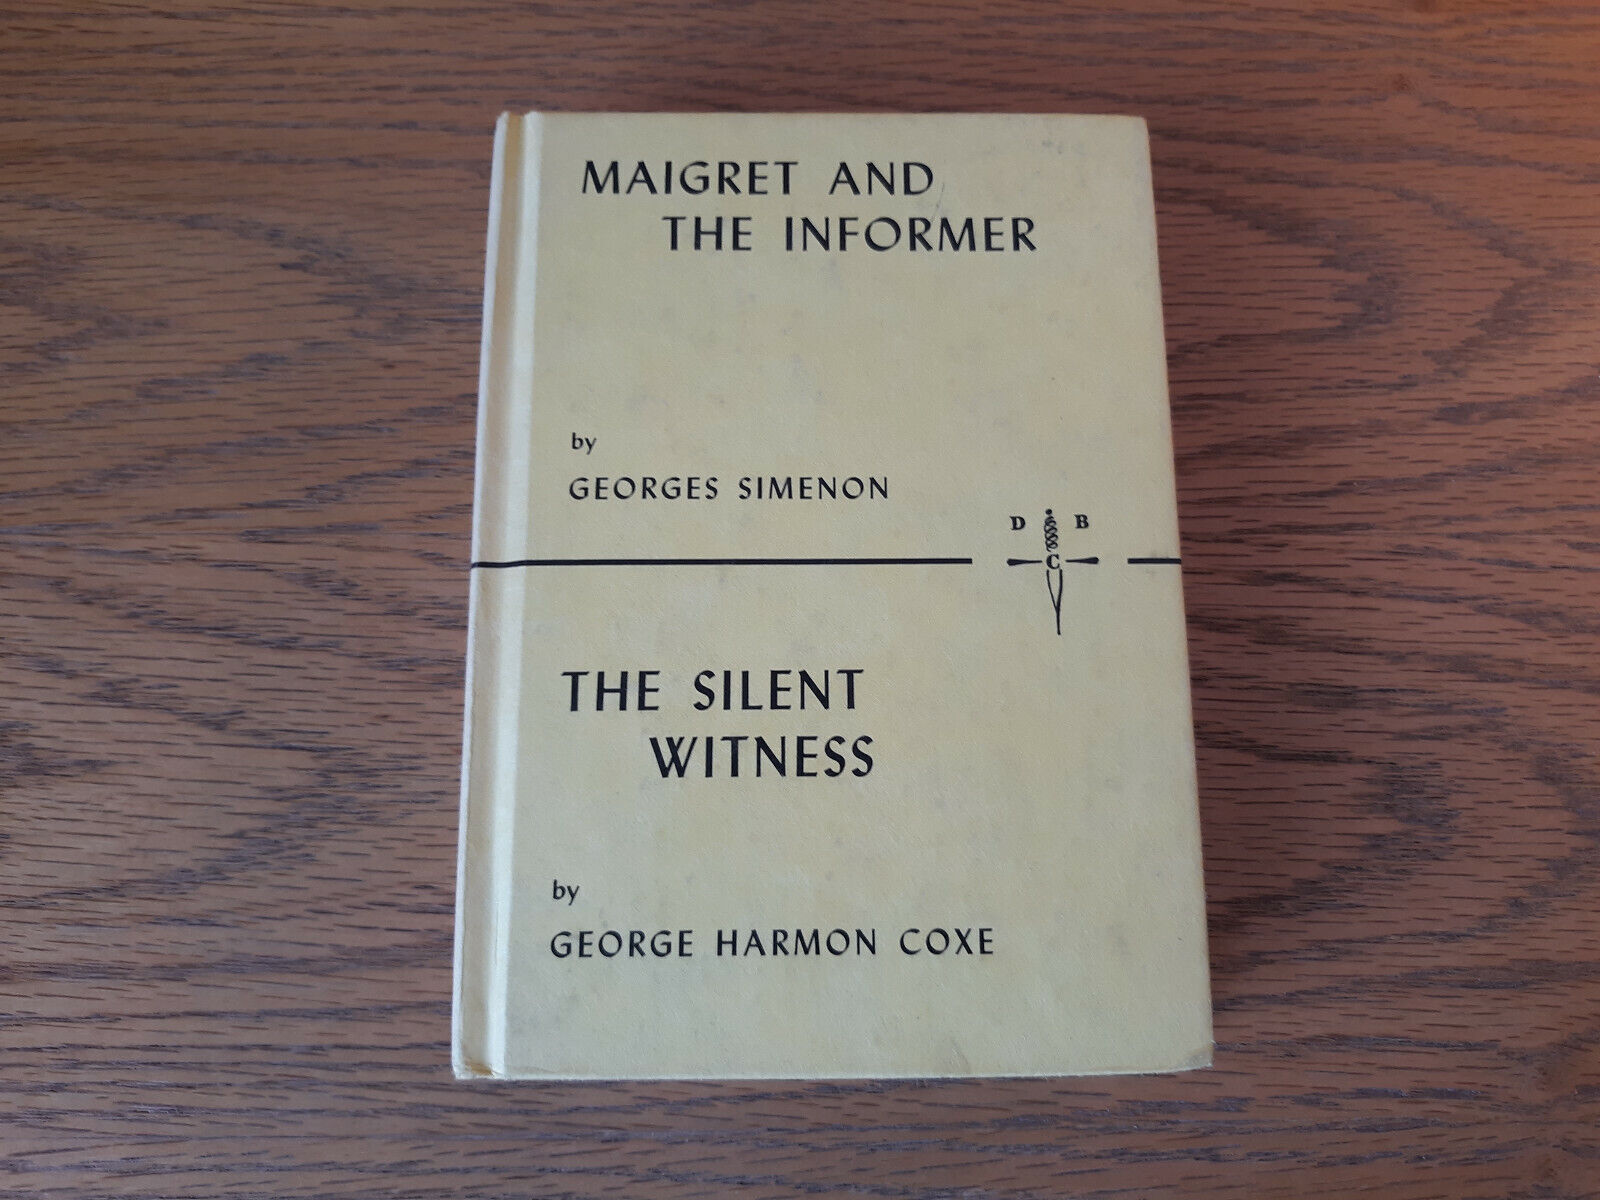 MAIGRET AND
THE INFORMER
by
GEORGES SIMENON
D B
C
THE SILENT
WITNESS
by
GEORGE HARMON COXE